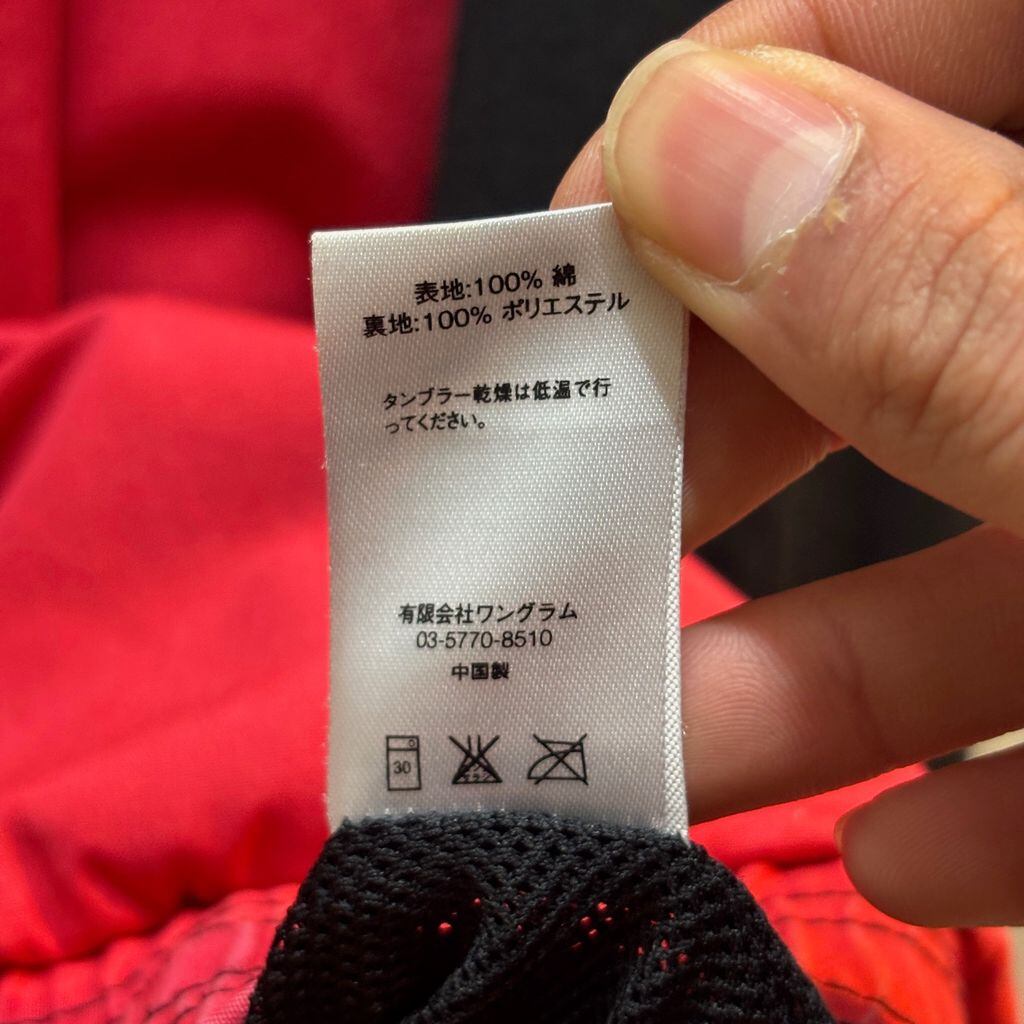 表地:100% 綿
裏地:100% ポリエステル
タンブラー乾燥は低温で行
ってください。
有限会社ワングラム
03-5770-8510
中国製
30